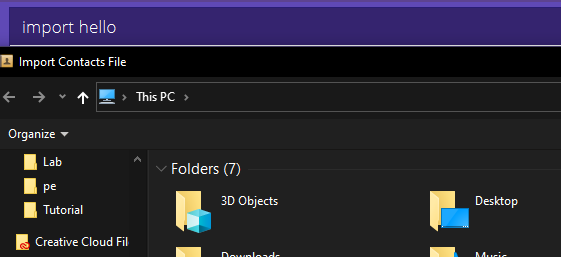 import hello
Import Contacts File
This PC
Organize
Lab
pe
Tutorial
Creative Cloud File
Folders (7)
3D Objects
Desktop
Downloads
Music